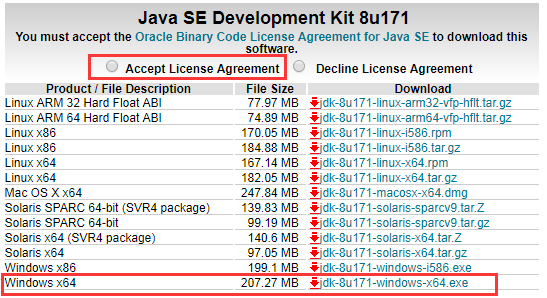 Java SE Development Kit 8u171
You must accept the Oracle Binary Code License Agreement for Java SE to download this
software.
Accept License Agreement Decline License Agreement
Product / File Description File Size Download
Linux ARM 32 Hard Float ABI 77.97 MB jdk-8u171-linux-arm32-vfp-hflt.tar.gz
Linux ARM 64 Hard Float ABI 74.89 MB jdk-8u171-linux-arm64-vfp-hflt.tar.gz
Linux x86 170.05 MB jdk-8u171-linux-i586.rpm
Linux x86 184.88 MB jdk-8u171-linux-i586.tar.gz
Linux x64 167.14 MB jdk-8u171-linux-x64.rpm
Linux x64 182.05 MB jdk-8u171-linux-x64.tar.gz
Mac OS X x64 247.84 MB jdk-8u171-macosx-x64.dmg
Solaris SPARC 64-bit (SVR4 package) 139.83 MB jdk-8u171-solaris-sparcv9.tar.Z
Solaris SPARC 64-bit 99.19 MB jdk-8u171-solaris-sparcv9.tar.gz
Solaris x64 (SVR4 package) 140.6 MB jdk-8u171-solaris-x64.tar.Z
Solaris x64 97.05 MB jdk-8u171-solaris-x64.tar.gz
Windows x86 199.1 MB jdk-8u171-windows-i586.exe
Windows x64 207.27 MB jdk-8u171-windows-x64.exe